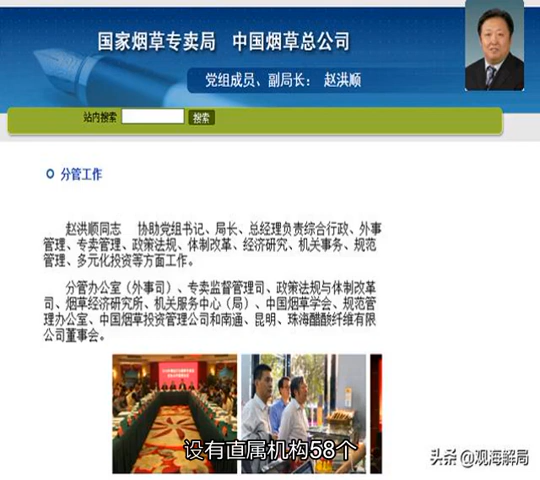 国家烟草专卖局 中国烟草总公司
党组成员、副局长： 赵洪顺
站内搜索
搜索
分管工作
赵洪顺同志 协助党组书记、局长、总经理负责综合行政、外事
管理、专卖管理、政策法规、体制改革、经济研究、机关事务、规范
管理、多元化投资等方面工作。
分管办公室（外事司）、专卖监督管理司、政策法规与体制改革
司、烟草经济研究所、机关服务中心（局）、中国烟草学会、规范管
理办公室、中国烟草投资管理公司和南通、昆明、珠海醋酸纤维有限
公司董事会。
设有直属机构58个
头条 @观海解局